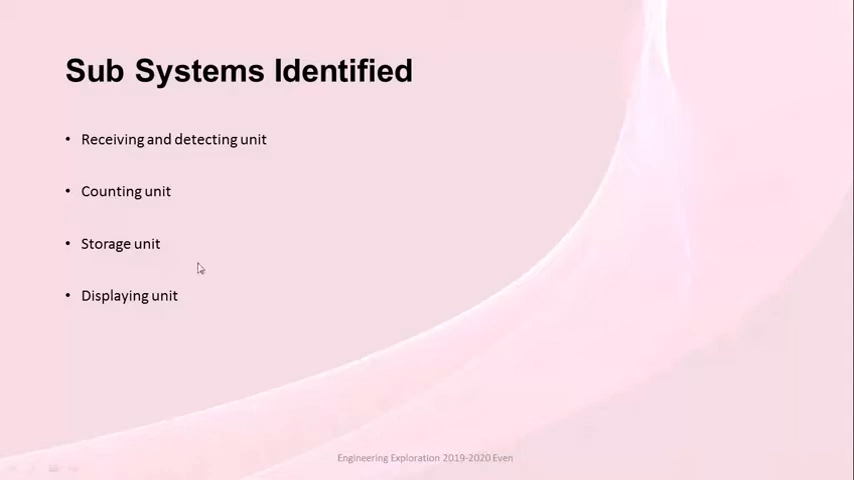 Sub Systems Identified
• Receiving and detecting unit
• Counting unit
• Storage unit
• Displaying unit
Engineering Exploration 2019-2020 Even